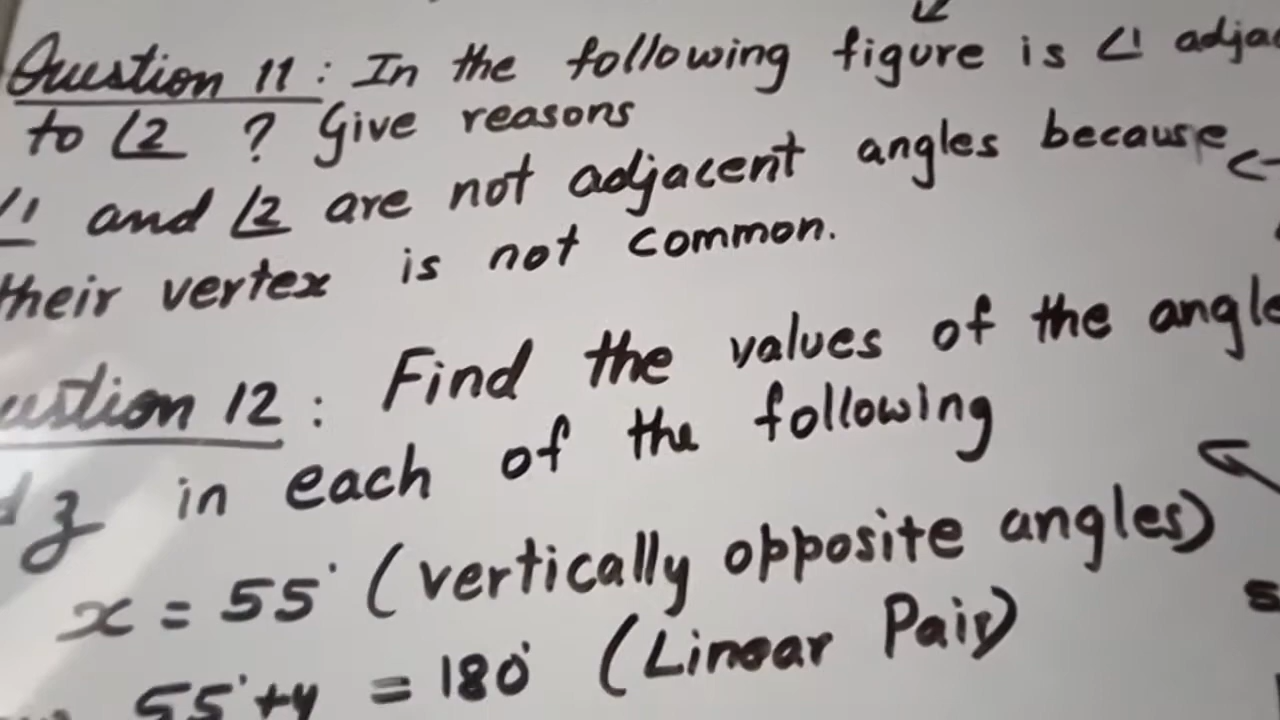 Question 11 : In the following figure is ∠1 adjac
to ∠2 ? Give reasons
∠1 and ∠2 are not adjacent angles because
their vertex is not common.
uestion 12 : Find the values of the angle
z in each of the following
x = 55° (vertically opposite angles)
55° + y = 180° (Linear Pair)